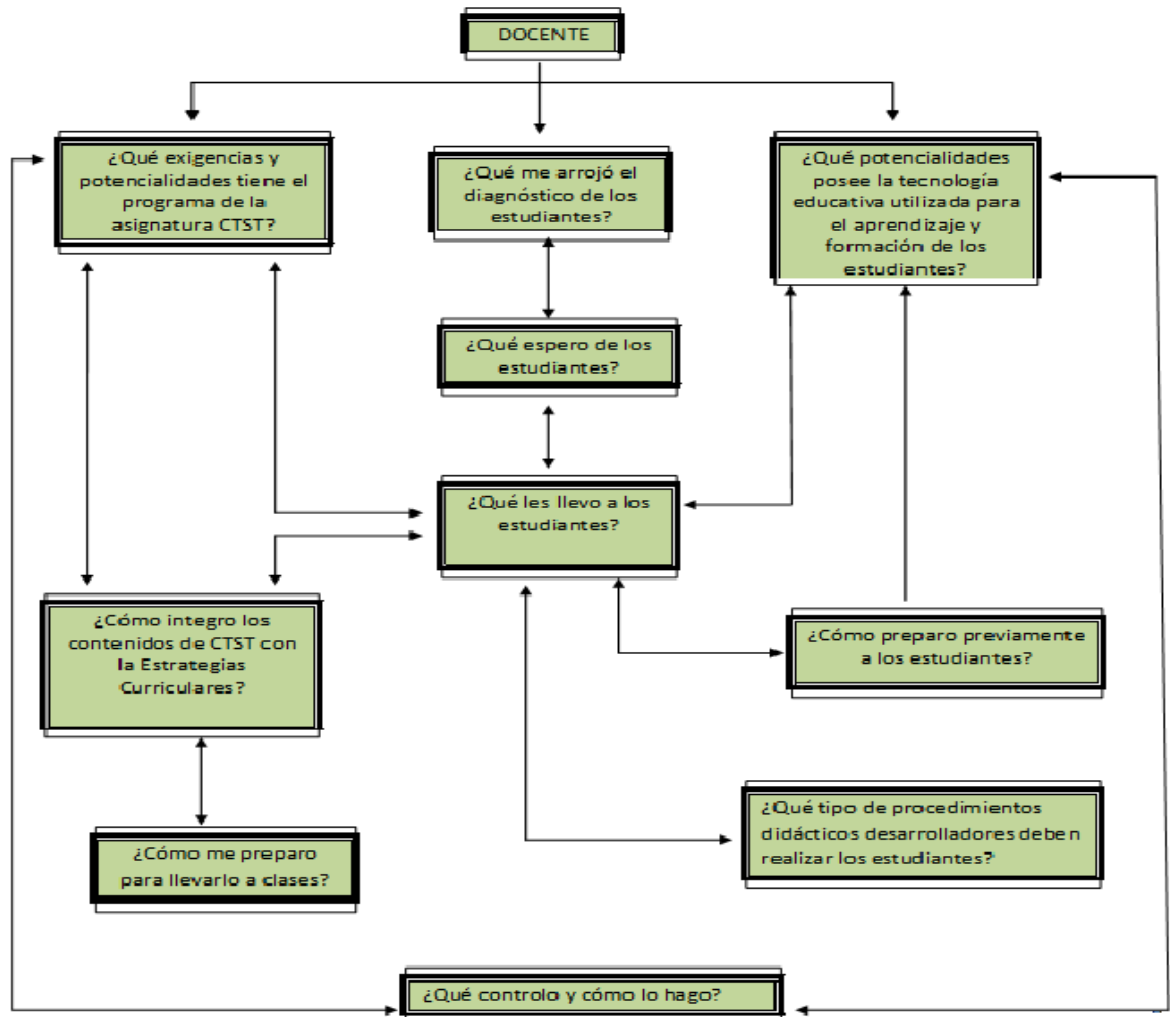 DOCENTE
¿Qué exigencias y
potencialidades tiene el
programa de la
asignatura CTST?
¿Qué me arrojó el
diagnóstico de los
estudiantes?
¿Qué potencialidades
posee la tecnología
educativa utilizada para
el aprendizaje y
formación de los
estudiantes?
¿Qué espero de los
estudiantes?
¿Qué les llevo a los
estudiantes?
¿Cómo integro los
contenidos de CTST con
la Estrategias
Curriculares?
¿Cómo preparo previamente
a los estudiantes?
¿Qué tipo de procedimientos
didácticos desarrolladores deben
realizar los estudiantes?
¿Cómo me preparo
para llevarlo a clases?
¿Qué controlo y cómo lo hago?